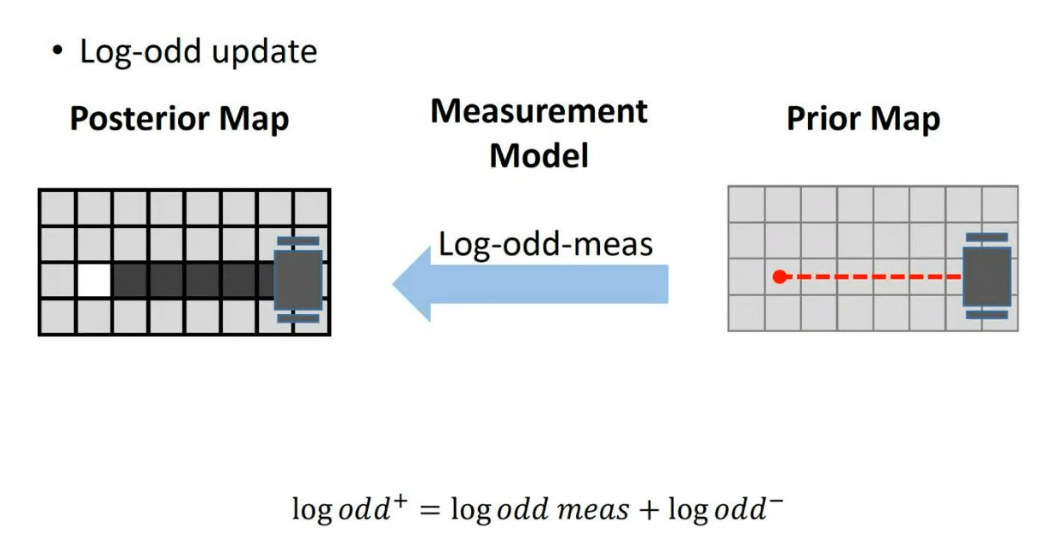 • Log-odd update
Posterior Map
Measurement
Model
Prior Map
Log-odd-meas
log odd⁺ = log odd meas + log odd⁻